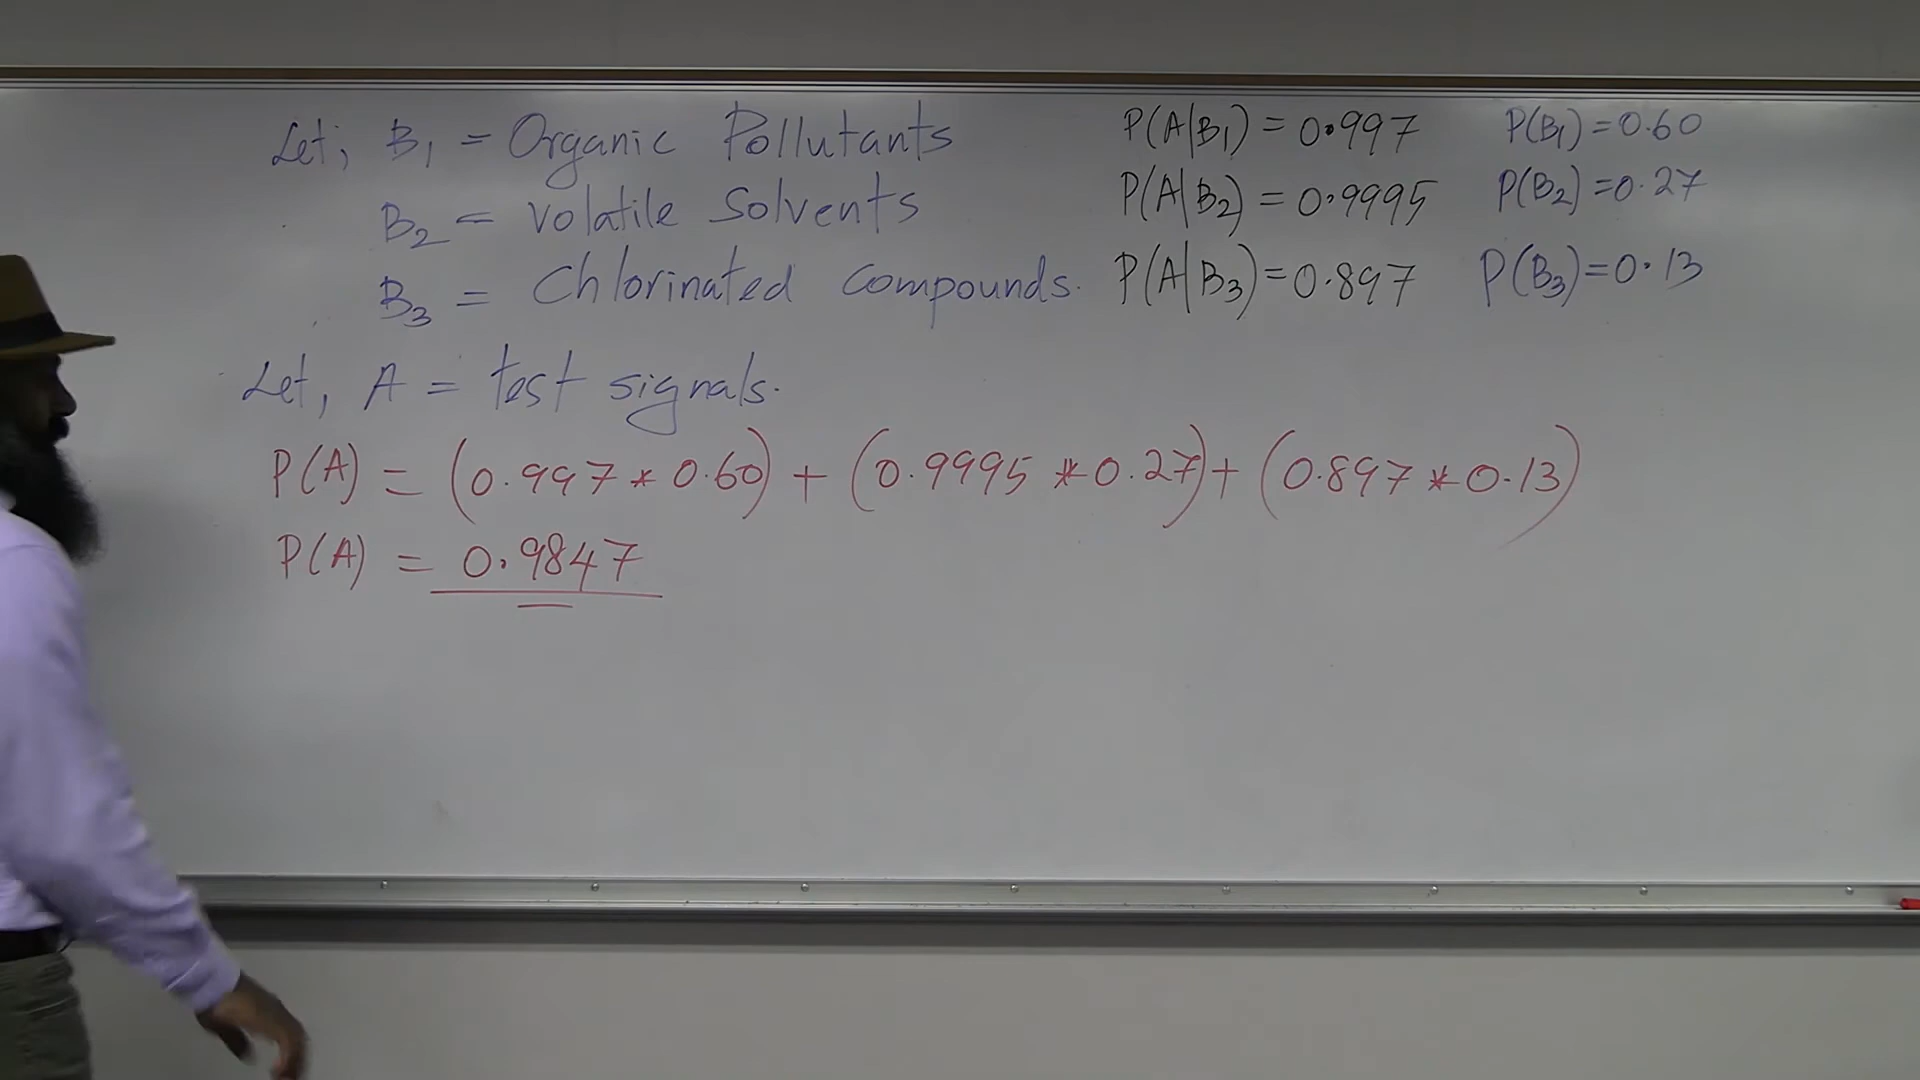 Let; B1 = Organic Pollutants P(A|B1) = 0.997 P(B1) = 0.60
B2 = Volatile Solvents P(A|B2) = 0.9995 P(B2) = 0.27
B3 = Chlorinated compounds. P(A|B3) = 0.897 P(B3) = 0.13
Let, A = test signals.
P(A) = (0.997 * 0.60) + (0.9995 * 0.27) + (0.897 * 0.13)
P(A) = 0.9847